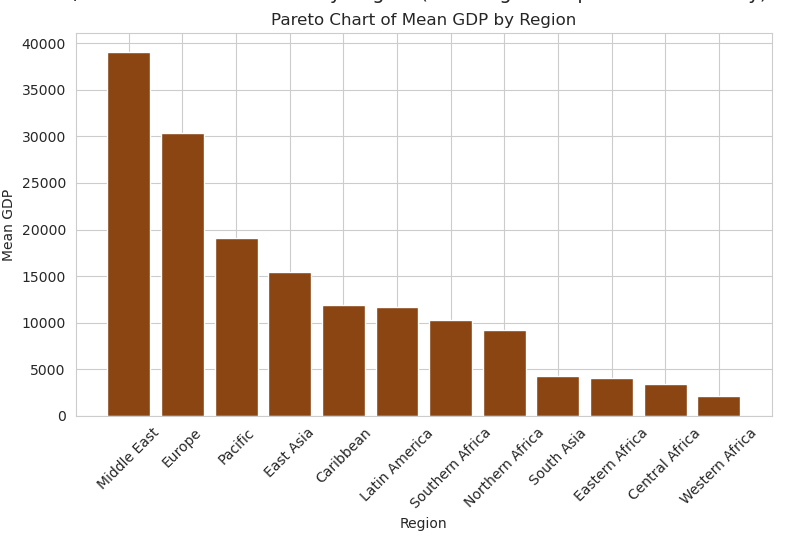 Pareto Chart of Mean GDP by Region
Mean GDP
40000
35000
30000
25000
20000
15000
10000
5000
0
Middle East
Europe
Pacific
East Asia
Caribbean
Latin America
Southern Africa
Northern Africa
South Asia
Eastern Africa
Central Africa
Western Africa
Region